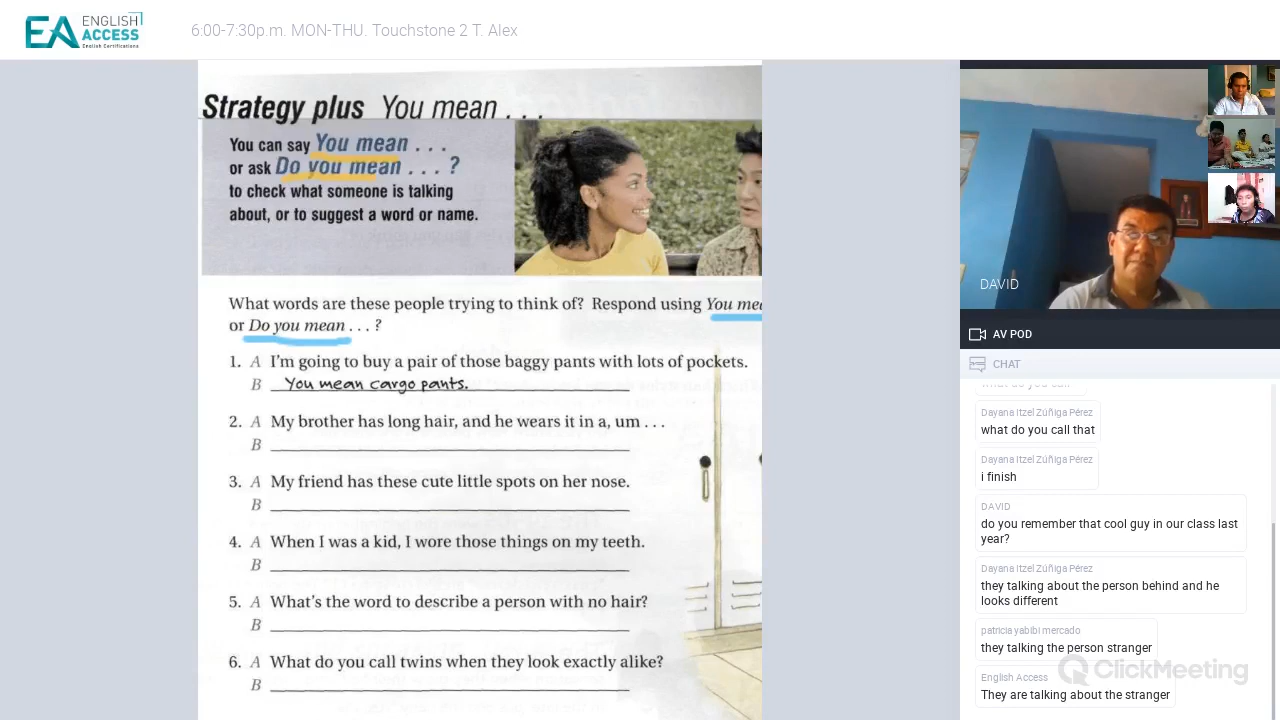 EA ENGLISH ACCESS
English Certifications
6:00-7:30p.m. MON-THU. Touchstone 2 T. Alex
Strategy plus You mean . . .
You can say You mean . . .
or ask Do you mean . . . ?
to check what someone is talking
about, or to suggest a word or name.
What words are these people trying to think of? Respond using You mea
or Do you mean . . . ?
1. A I'm going to buy a pair of those baggy pants with lots of pockets.
B You mean cargo pants.
2. A My brother has long hair, and he wears it in a, um . . .
B
3. A My friend has these cute little spots on her nose.
B
4. A When I was a kid, I wore those things on my teeth.
B
5. A What's the word to describe a person with no hair?
B
6. A What do you call twins when they look exactly alike?
B
DAVID
AV POD
CHAT
what do you call
Dayana Itzel Zúñiga Pérez
what do you call that
Dayana Itzel Zúñiga Pérez
i finish
DAVID
do you remember that cool guy in our class last
year?
Dayana Itzel Zúñiga Pérez
they talking about the person behind and he
looks different
patricia yabibi mercado
they talking the person stranger
English Access
They are talking about the stranger
ClickMeeting